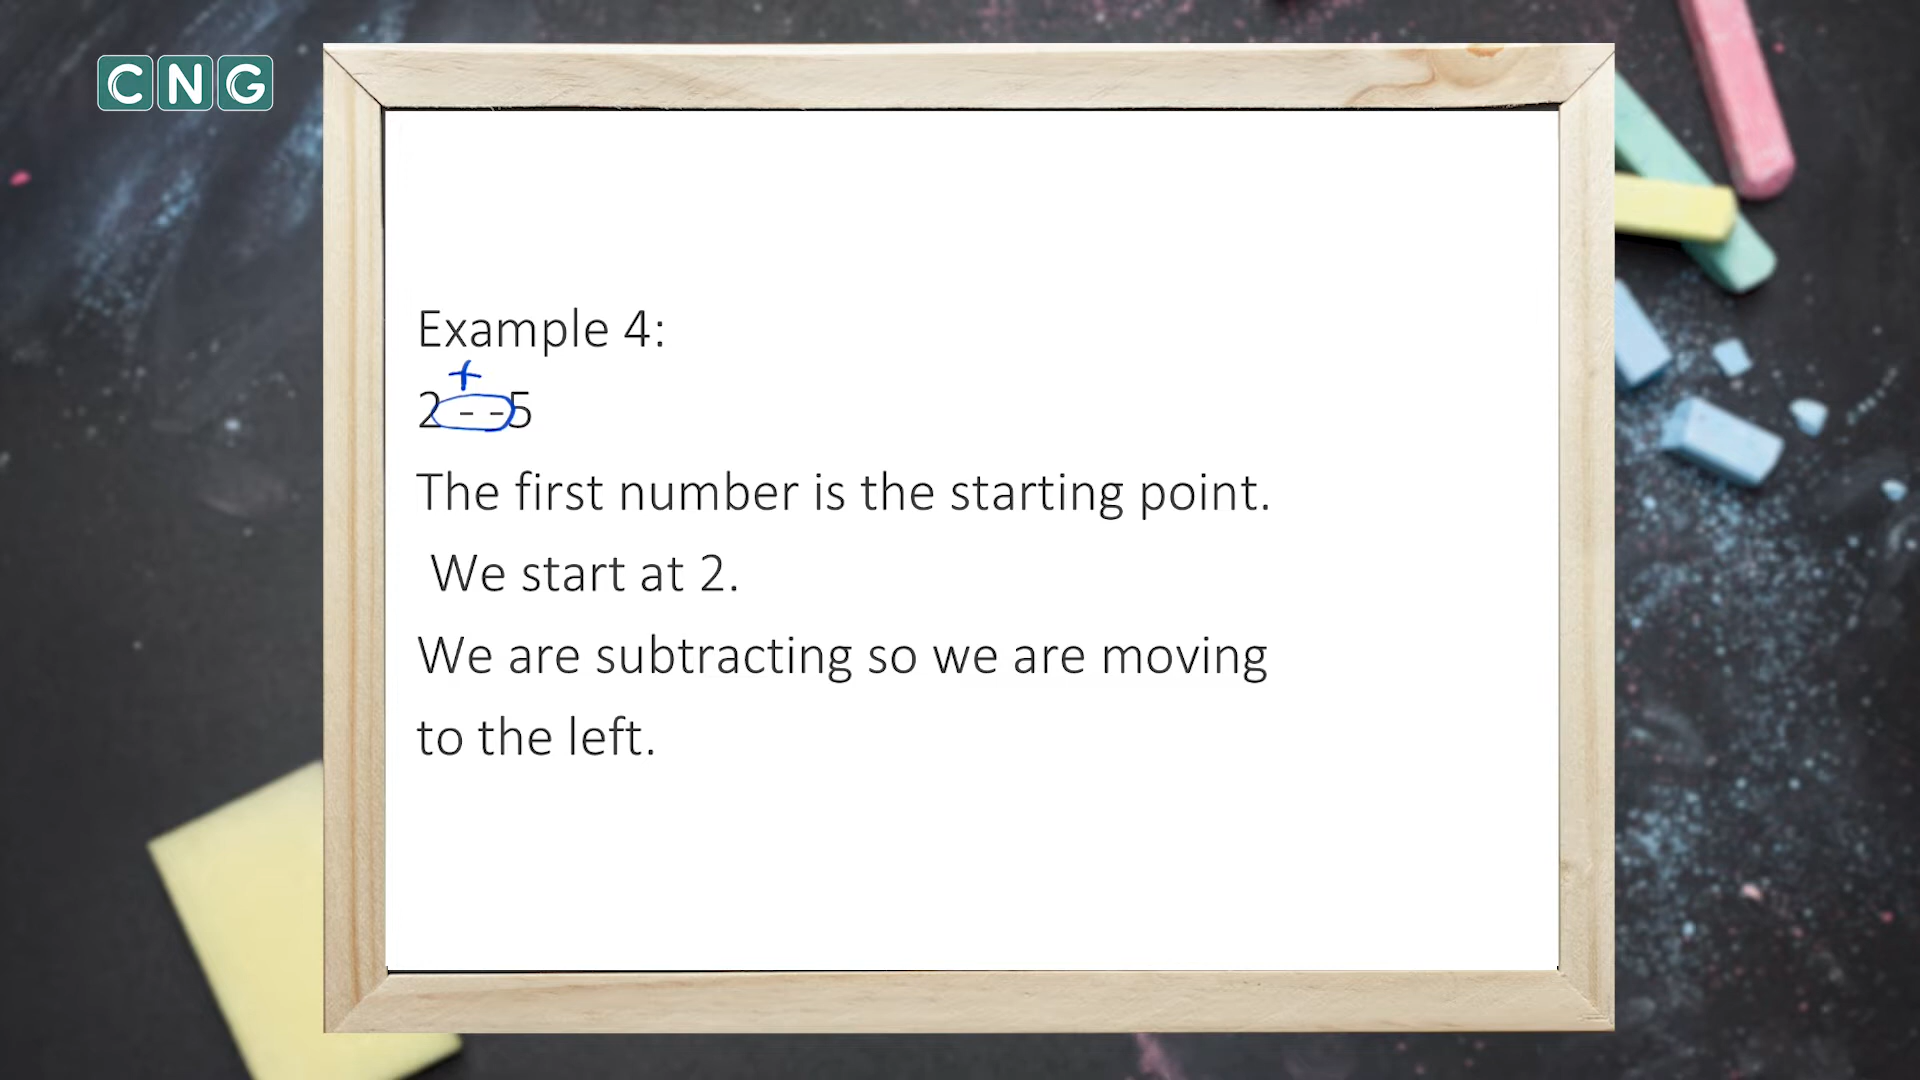 CNG
Example 4:
+
2 - -5
The first number is the starting point.
We start at 2.
We are subtracting so we are moving
to the left.